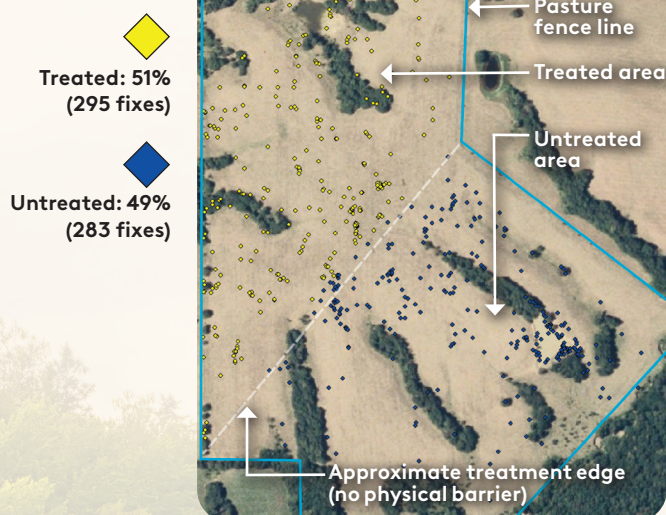 Treated: 51%
(295 fixes)
Untreated: 49%
(283 fixes)
Pasture
fence line
Treated area
Untreated
area
Approximate treatment edge
(no physical barrier)